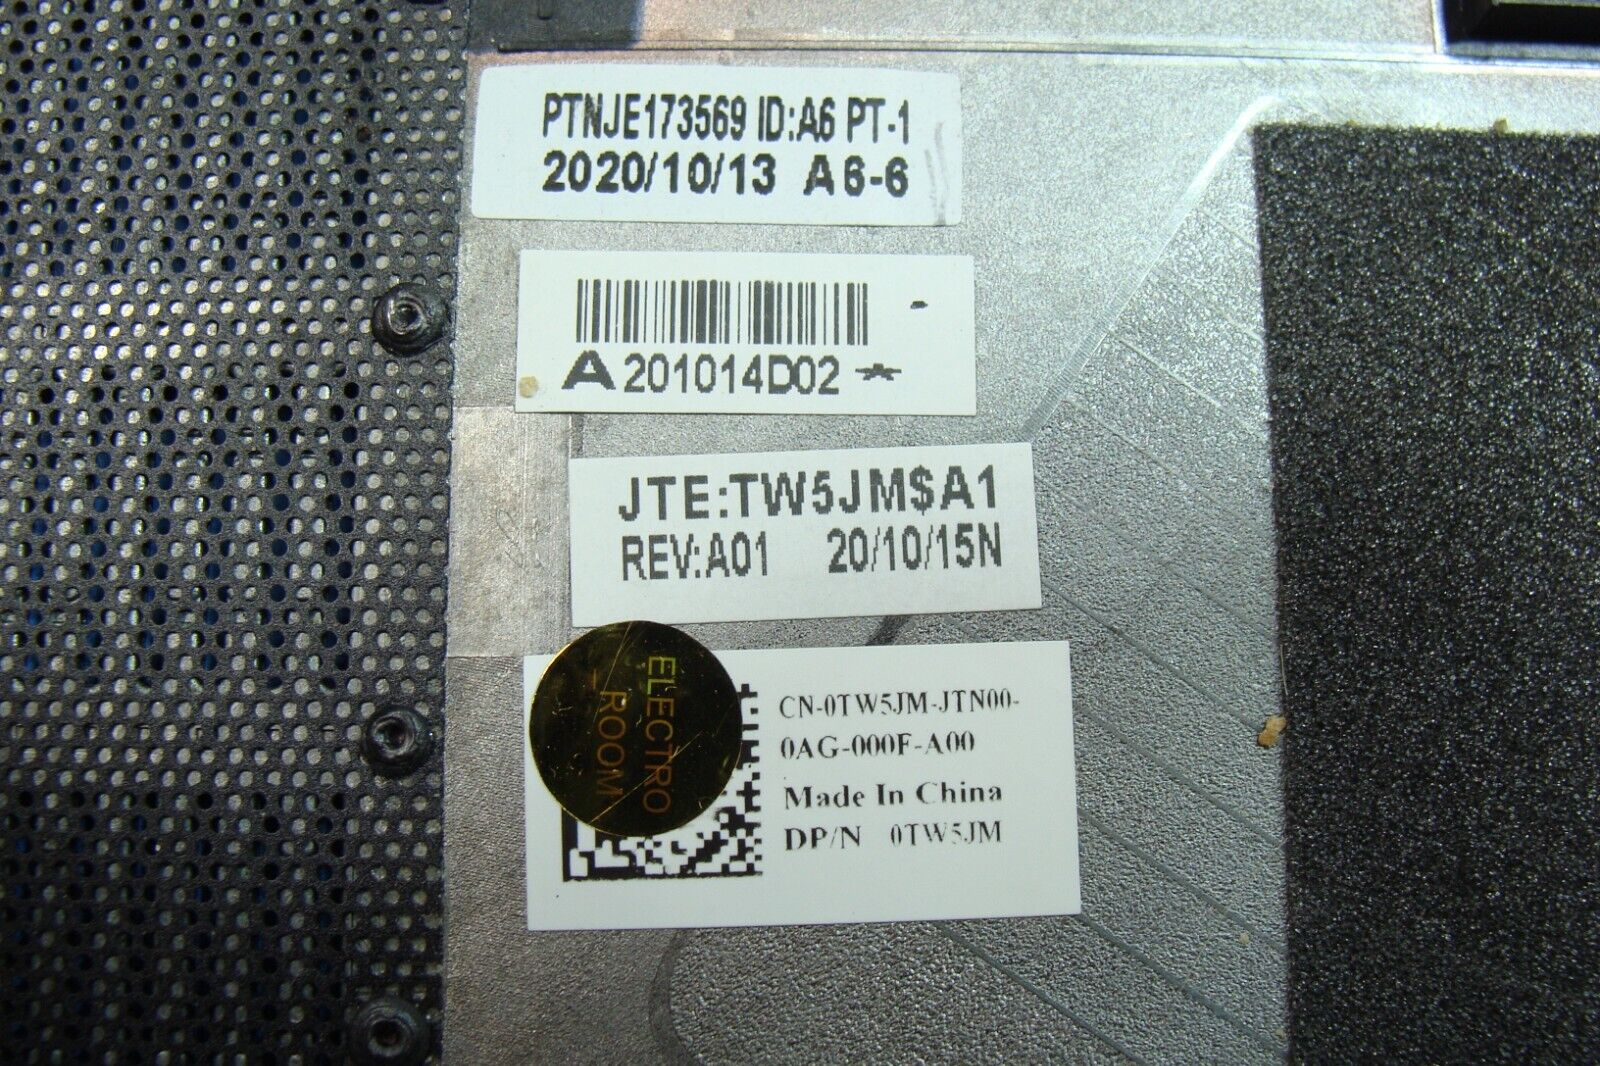 PTNJE173569 ID:A6 PT-1
2020/10/13 A6-6
A201014D02
JTE:TW5JM$A1
REV:A01 20/10/15N
ELECTRO
-ROOM
CN-0TW5JM-JTN00-
0AG-000F-A00
Made In China
DP/N 0TW5JM